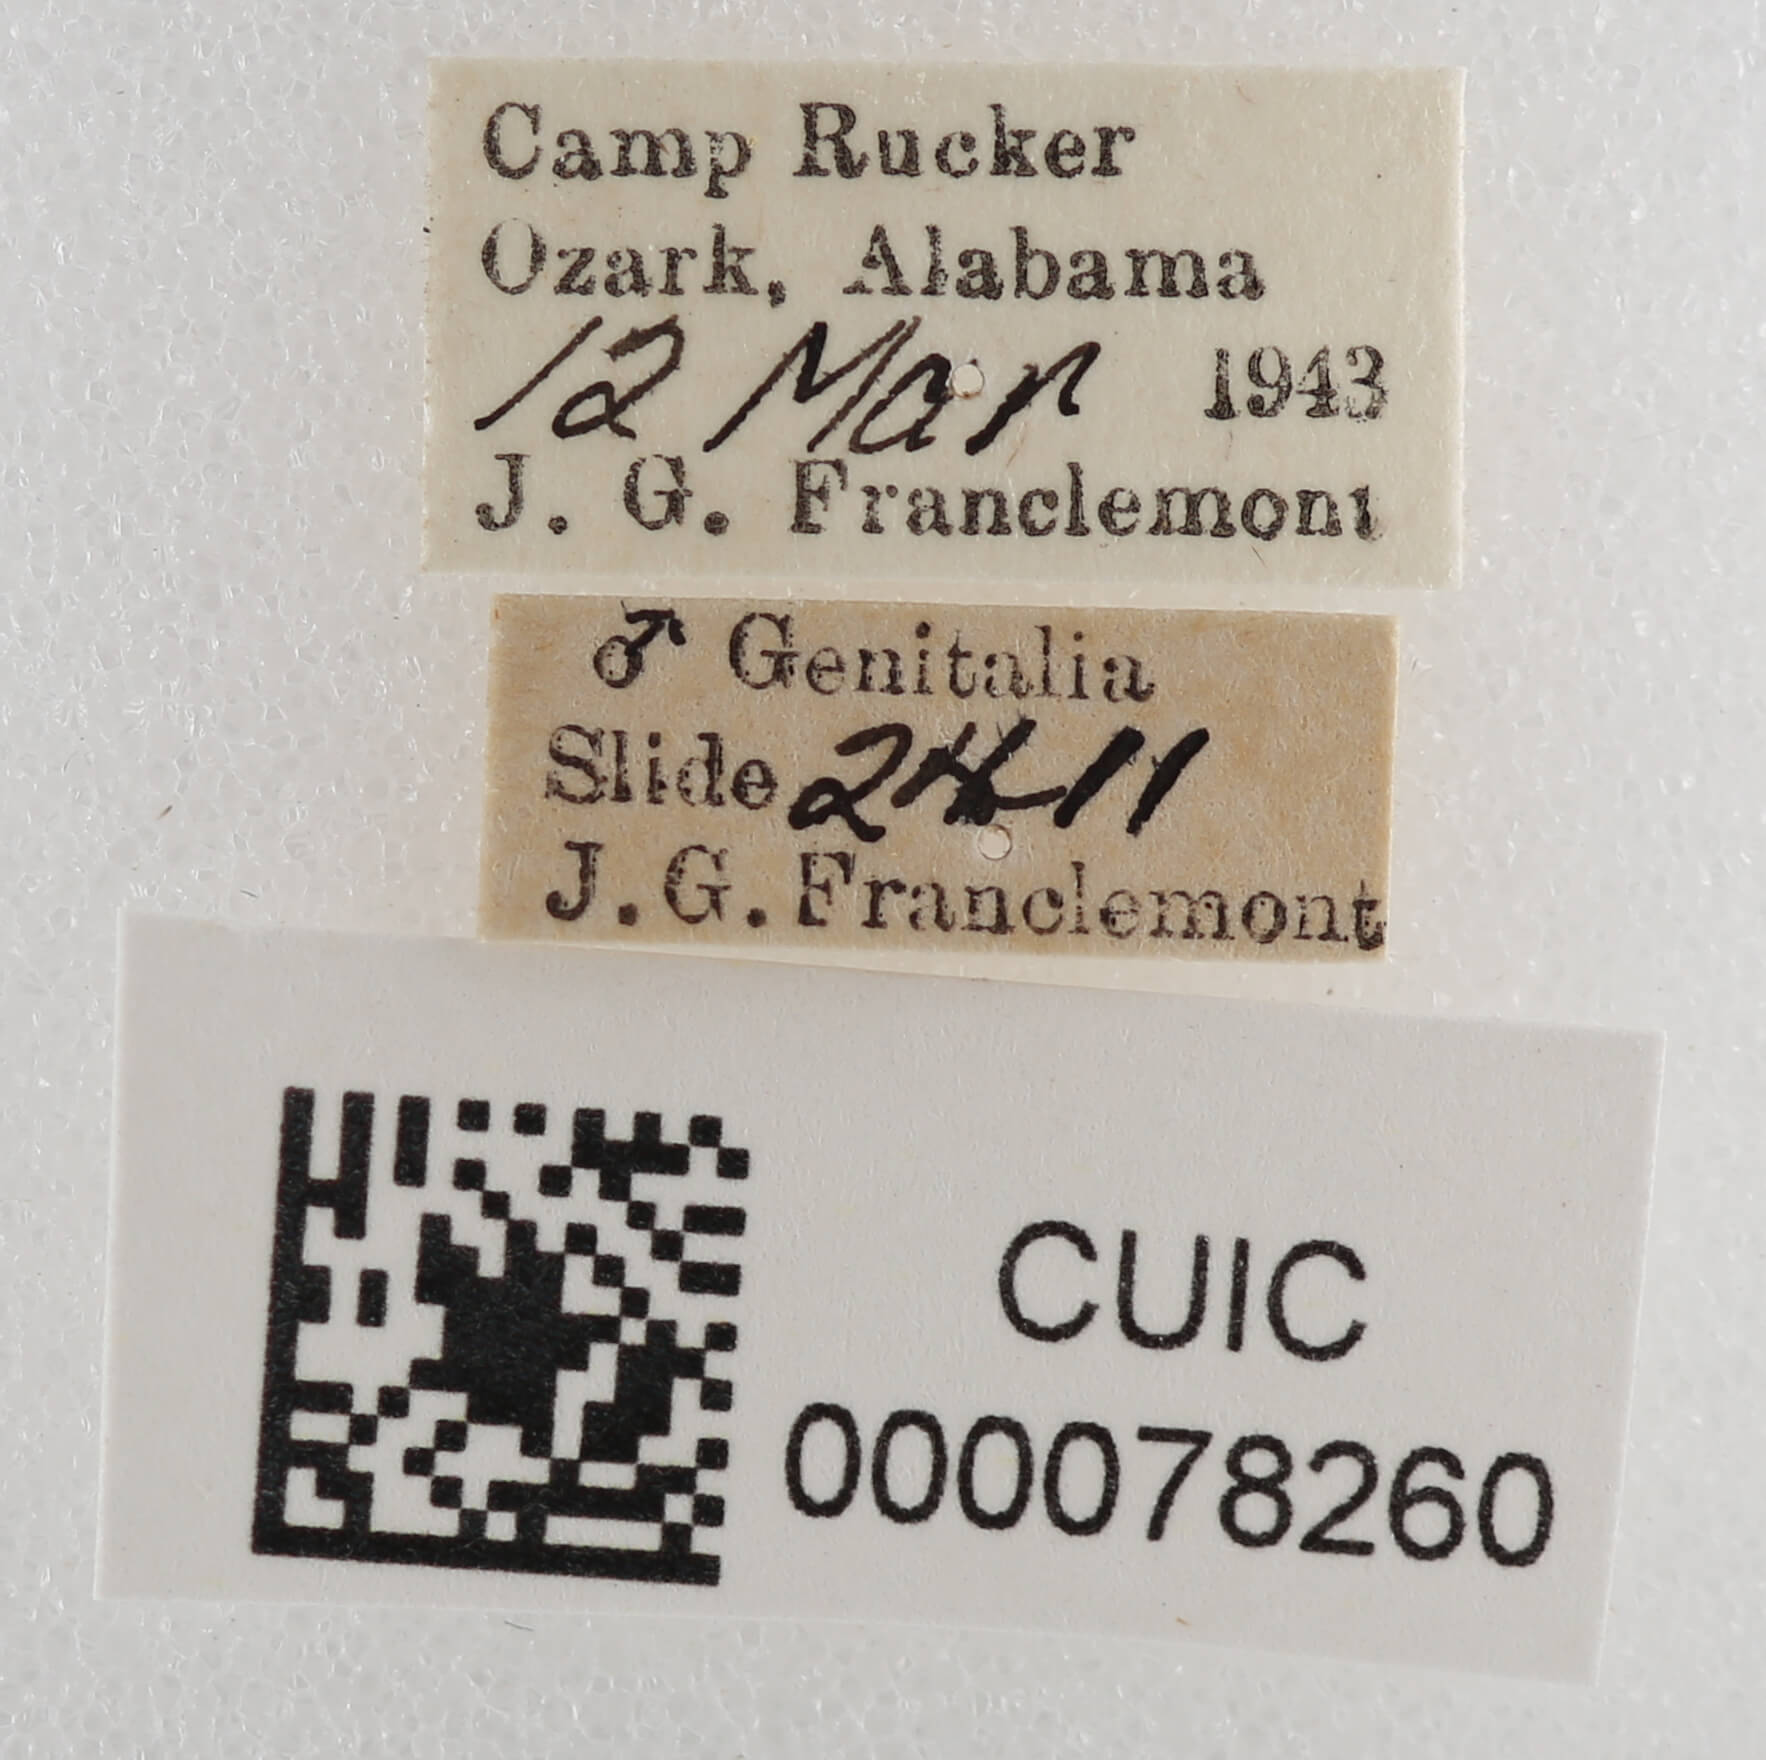 Camp Rucker
Ozark, Alabama
12 Mar 1943
J. G. Franclemont
♂ Genitalia
Slide 2411
J. G. Franclemont
CUIC
000078260